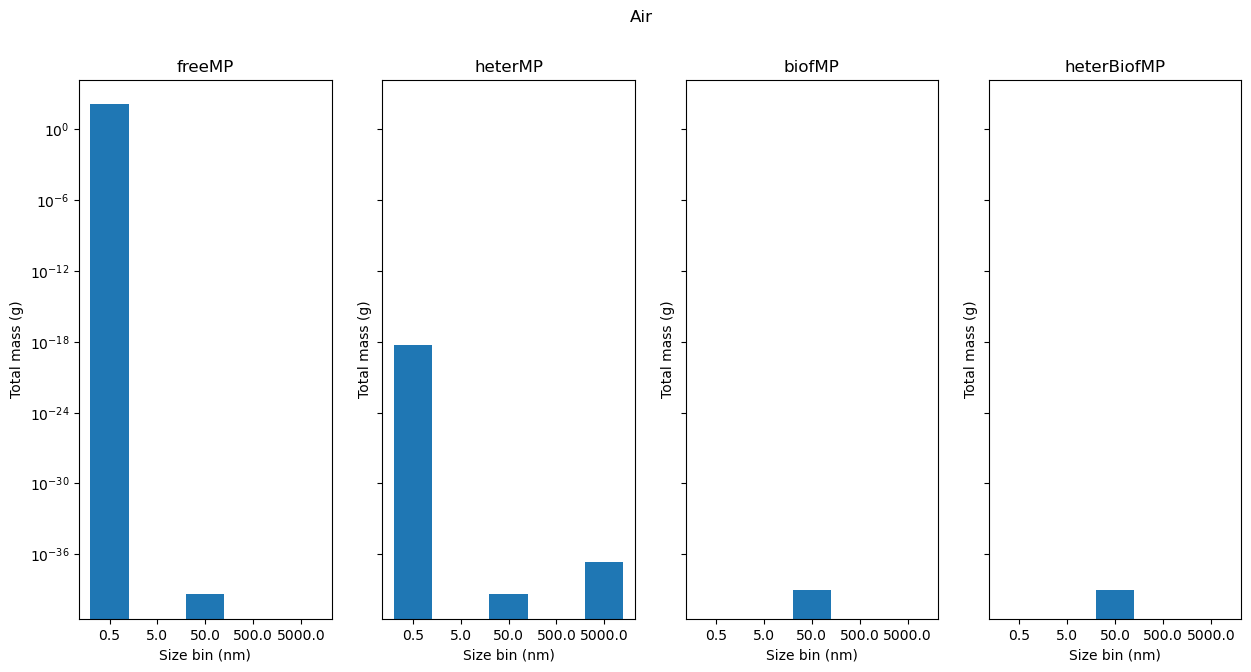 Air
freeMP
heterMP
biofMP
heterBiofMP
Total mass (g)
10^0
10^-6
10^-12
10^-18
10^-24
10^-30
10^-36
Total mass (g)
Total mass (g)
Total mass (g)
0.5 5.0 50.0 500.0 5000.0
0.5 5.0 50.0 500.0 5000.0
0.5 5.0 50.0 500.0 5000.0
0.5 5.0 50.0 500.0 5000.0
Size bin (nm)
Size bin (nm)
Size bin (nm)
Size bin (nm)